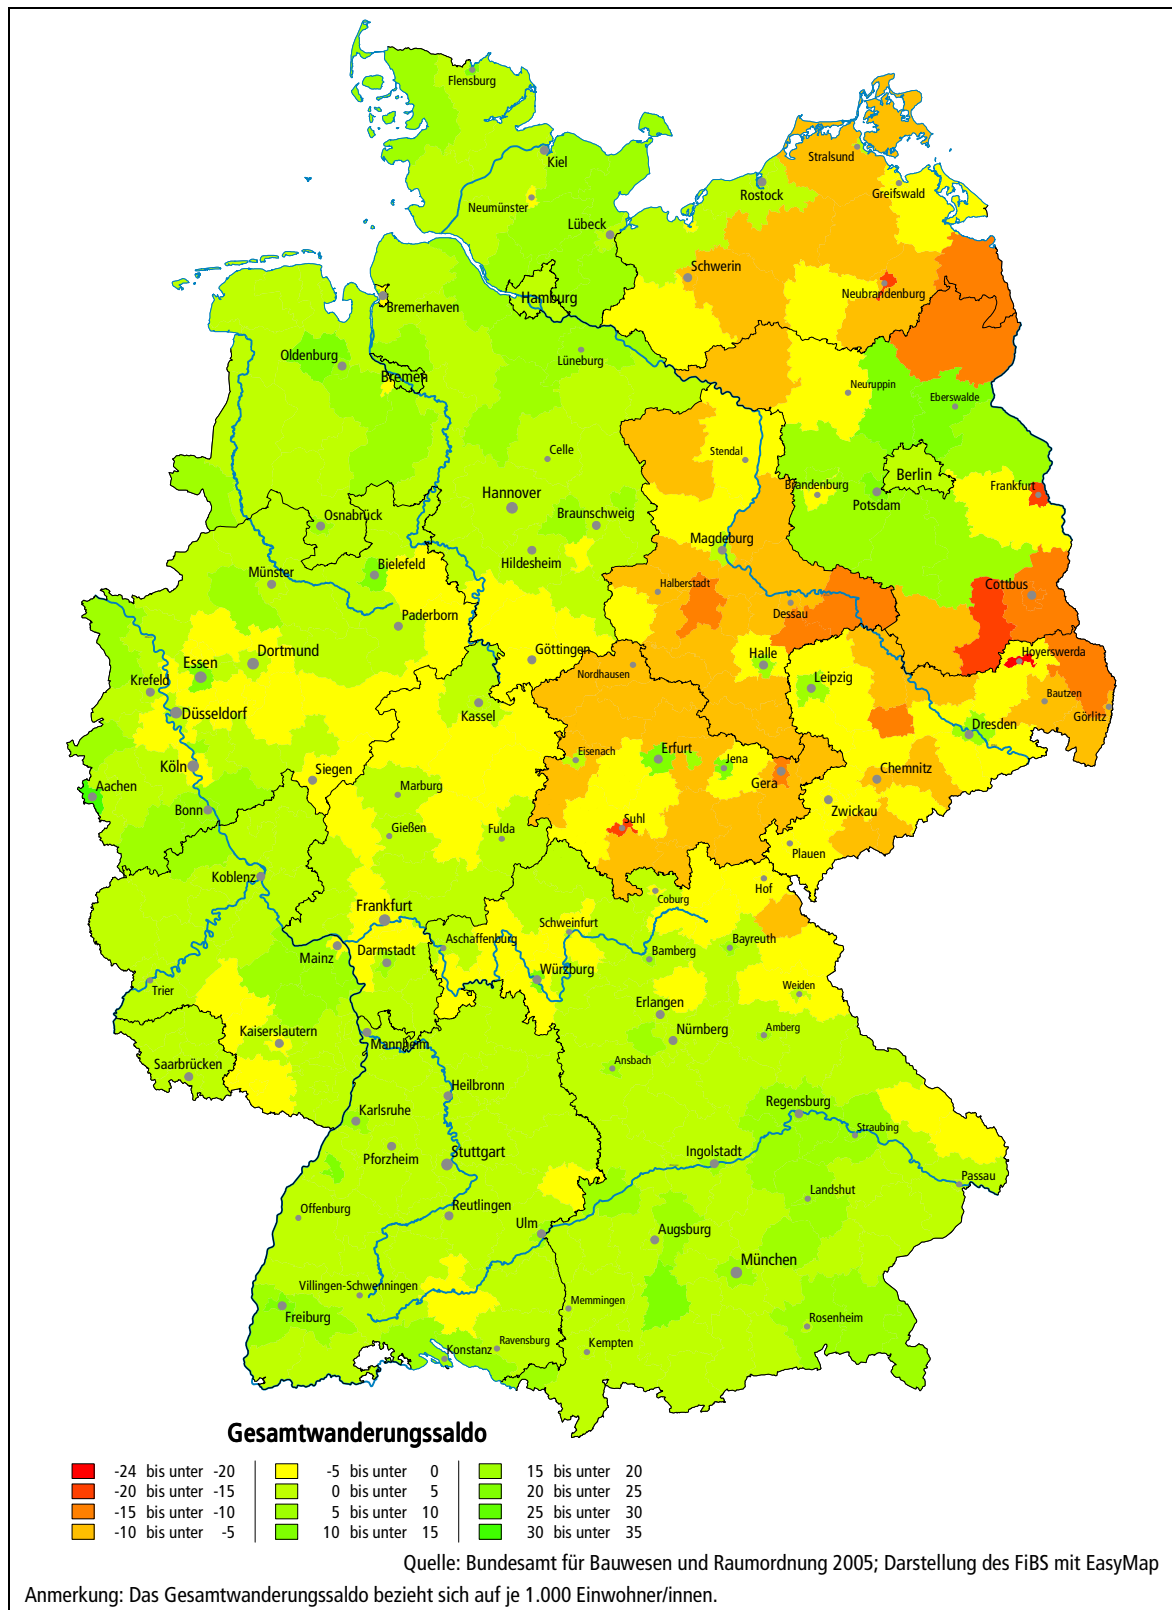 Flensburg
Kiel
Neumünster
Lübeck
Stralsund
Greifswald
Rostock
Schwerin
Neubrandenburg
Bremerhaven
Hamburg
Oldenburg
Bremen
Lüneburg
Neuruppin
Eberswalde
Celle
Stendal
Hannover
Berlin
Brandenburg
Frankfurt
Potsdam
Osnabrück
Braunschweig
Magdeburg
Hildesheim
Bielefeld
Münster
Halberstadt
Cottbus
Dessau
Paderborn
Göttingen
Dortmund
Essen
Halle
Hoyerswerda
Nordhausen
Krefeld
Leipzig
Bautzen
Düsseldorf
Kassel
Görlitz
Dresden
Eisenach
Erfurt
Jena
Köln
Siegen
Gera
Chemnitz
Aachen
Marburg
Bonn
Zwickau
Suhl
Gießen
Fulda
Plauen
Koblenz
Hof
Coburg
Frankfurt
Schweinfurt
Aschaffenburg
Bayreuth
Mainz
Darmstadt
Bamberg
Würzburg
Trier
Weiden
Erlangen
Kaiserslautern
Nürnberg
Amberg
Mannheim
Saarbrücken
Ansbach
Heilbronn
Regensburg
Karlsruhe
Straubing
Pforzheim
Stuttgart
Ingolstadt
Passau
Landshut
Offenburg
Reutlingen
Ulm
Augsburg
München
Villingen-Schwenningen
Memmingen
Freiburg
Rosenheim
Ravensburg
Kempten
Konstanz
Gesamtwanderungssaldo
-24 bis unter -20
-20 bis unter -15
-15 bis unter -10
-10 bis unter -5
-5 bis unter 0
0 bis unter 5
5 bis unter 10
10 bis unter 15
15 bis unter 20
20 bis unter 25
25 bis unter 30
30 bis unter 35
Quelle: Bundesamt für Bauwesen und Raumordnung 2005; Darstellung des FiBS mit EasyMap
Anmerkung: Das Gesamtwanderungssaldo bezieht sich auf je 1.000 Einwohner/innen.